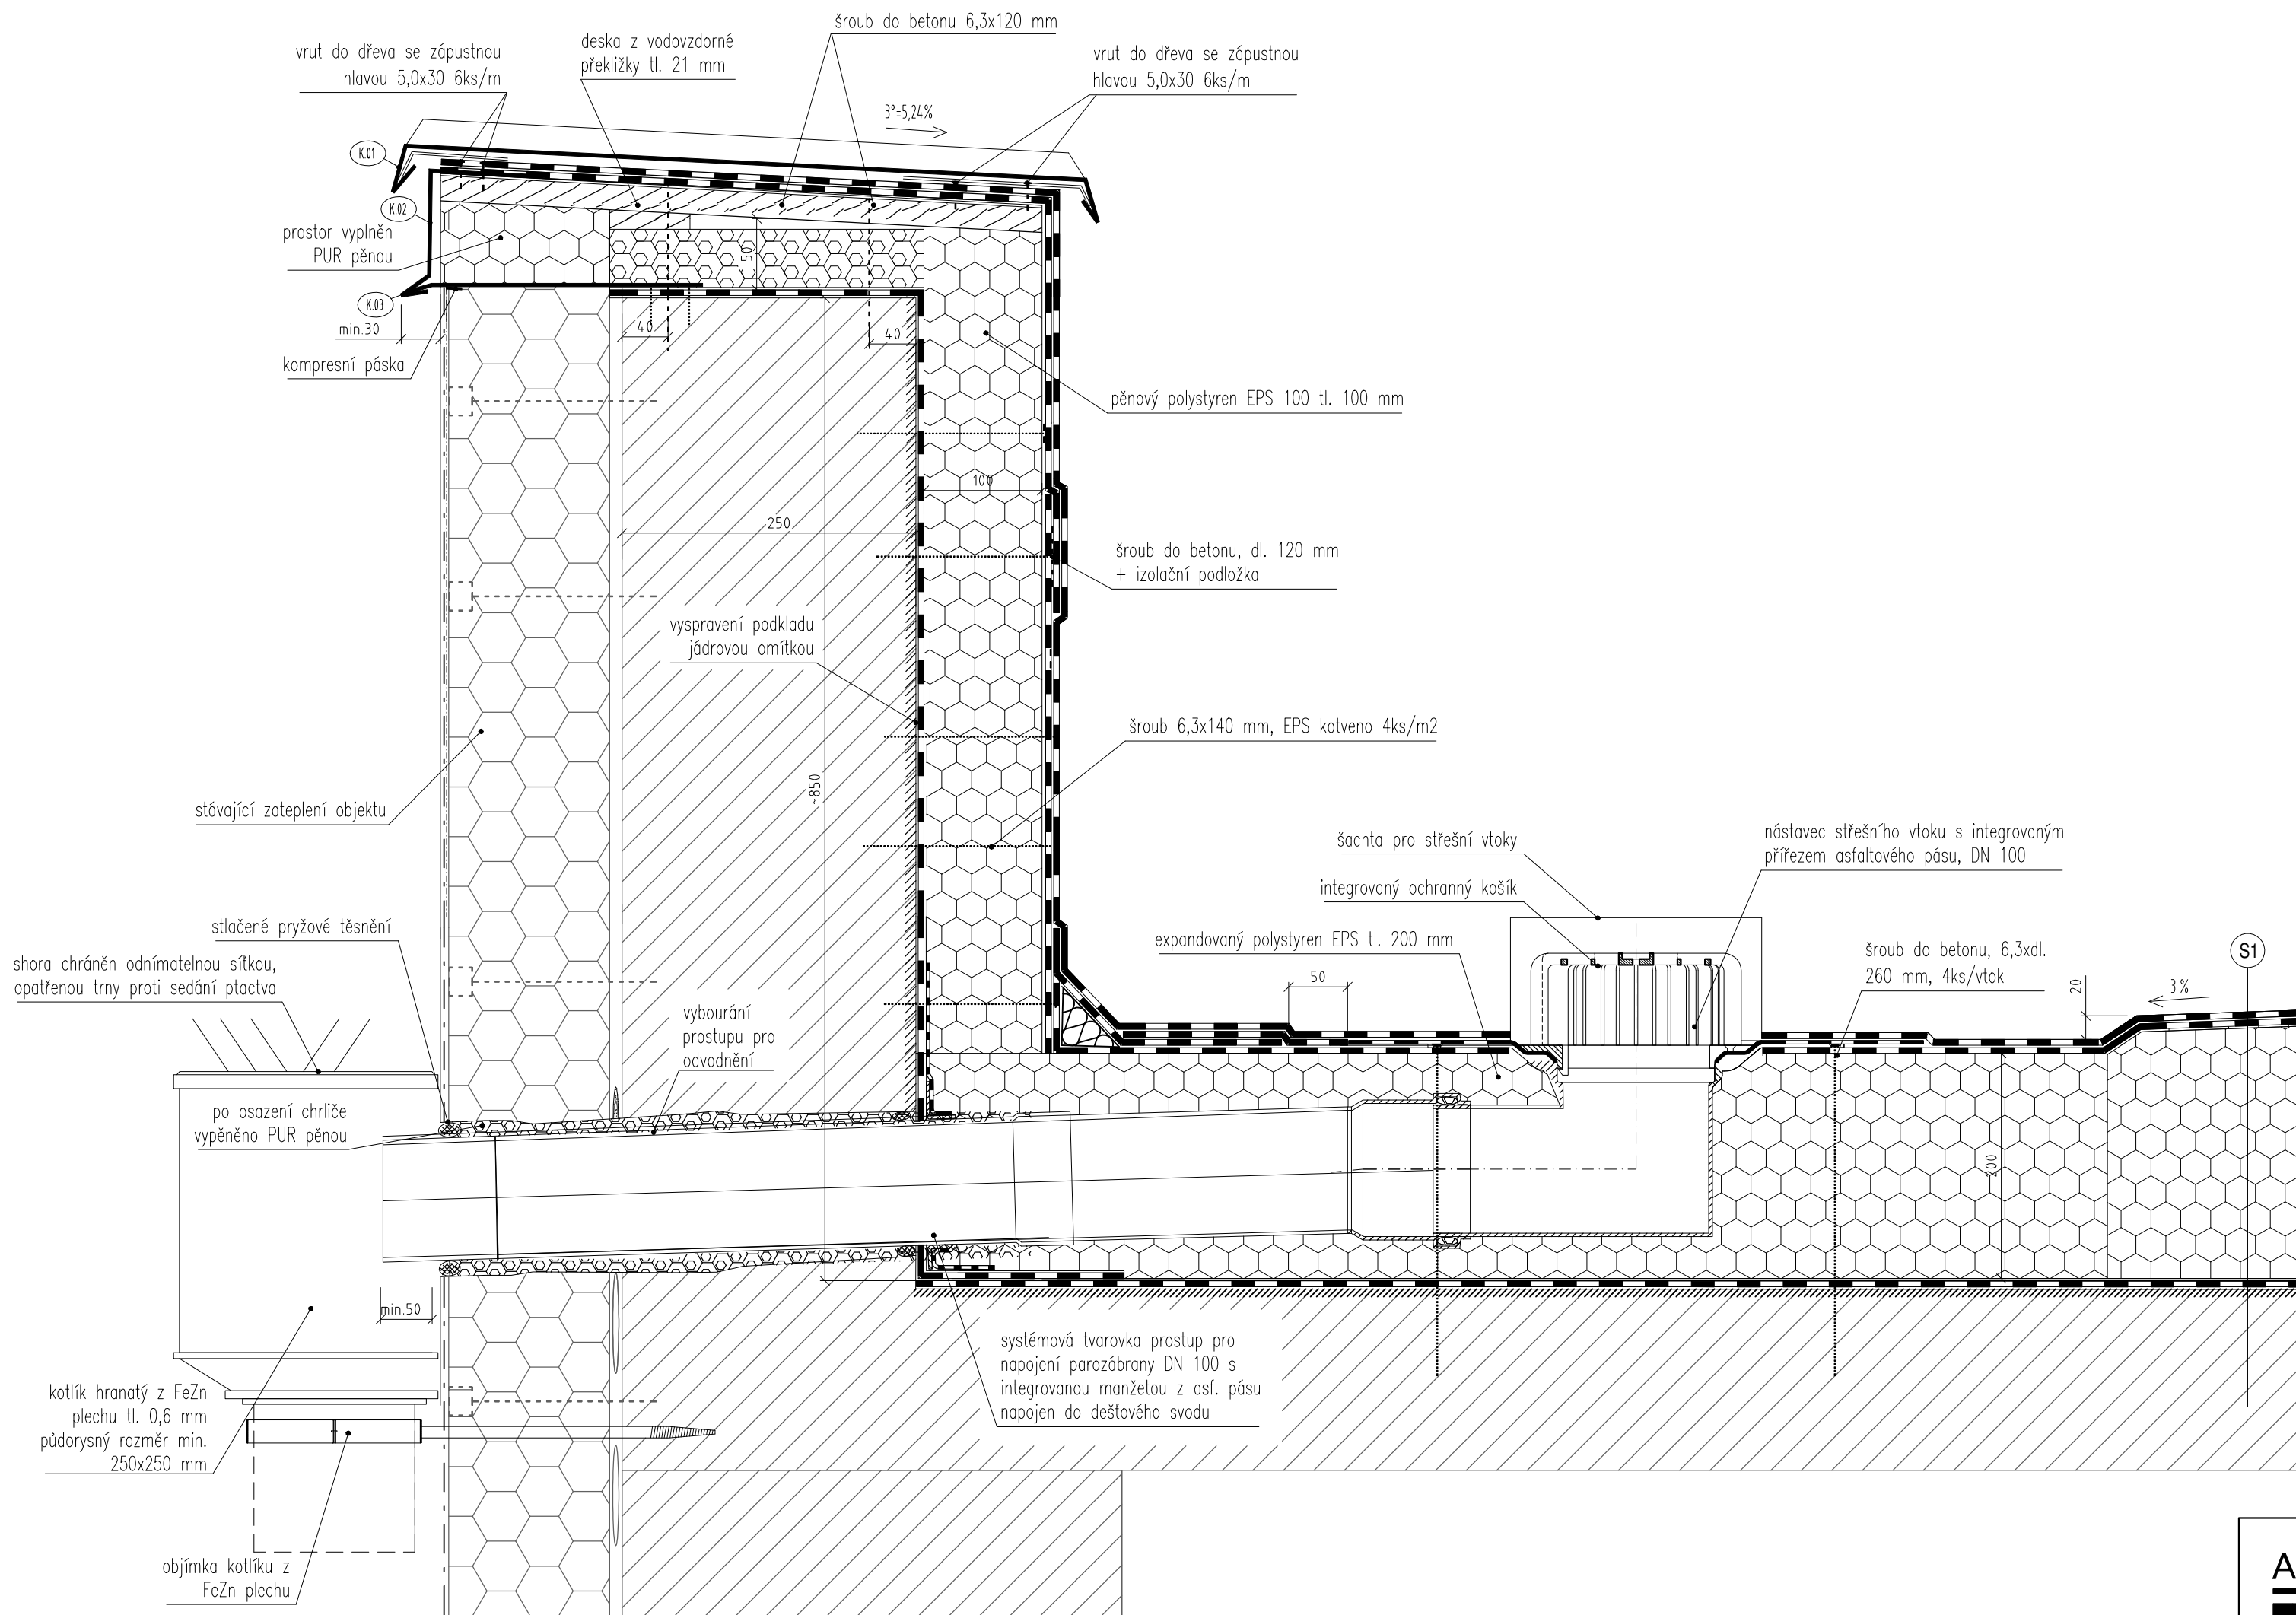 šroub do betonu 6,3x120 mm
vrut do dřeva se zápustnou
hlavou 5,0x30 6ks/m
deska z vodovzdorné
překližky tl. 21 mm
vrut do dřeva se zápustnou
hlavou 5,0x30 6ks/m
3°=5,24%
K.01
K.02
prostor vyplněn
PUR pěnou
50
K.03
min.30
40
40
kompresní páska
pěnový polystyren EPS 100 tl. 100 mm
100
250
šroub do betonu, dl. 120 mm
+ izolační podložka
vyspravení podkladu
jádrovou omítkou
šroub 6,3x140 mm, EPS kotveno 4ks/m2
~850
stávající zateplení objektu
šachta pro střešní vtoky
nástavec střešního vtoku s integrovaným
přířezem asfaltového pásu, DN 100
integrovaný ochranný košík
stlačené pryžové těsnění
expandovaný polystyren EPS tl. 200 mm
šroub do betonu, 6,3xdl.
260 mm, 4ks/vtok
S1
shora chráněn odnímatelnou síťkou,
opatřenou trny proti sedání ptactva
50
20
3%
vybourání
prostupu pro
odvodnění
po osazení chrliče
vypěněno PUR pěnou
200
min.50
systémová tvarovka prostup pro
napojení parozábrany DN 100 s
integrovanou manžetou z asf. pásu
napojen do dešťového svodu
kotlík hranatý z FeZn
plechu tl. 0,6 mm
půdorysný rozměr min.
250x250 mm
objímka kotlíku z
FeZn plechu
A